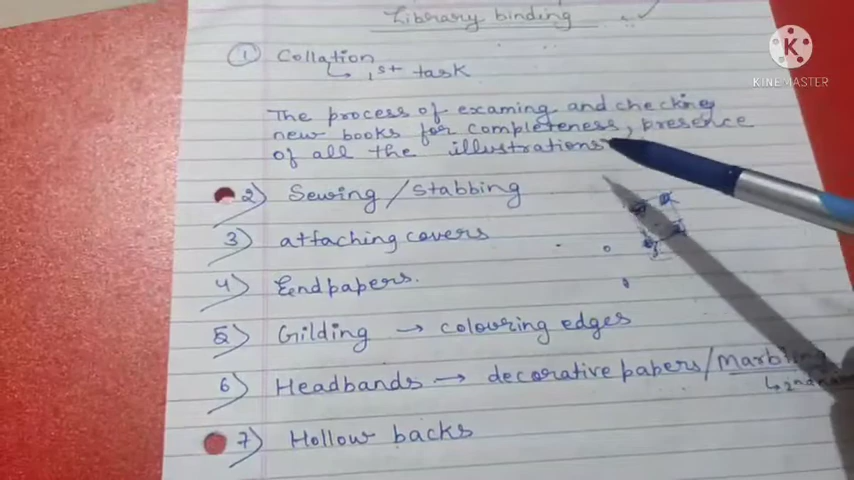 Library binding
1 Collation
↳ 1st task
The process of examing and checking
new books for completeness, presence
of all the illustrations
2) Sewing / Stabbing
3) attaching covers
4) Endpapers.
5) Gilding → colouring edges
6) Headbands → decorative papers / Marbling
↳ 2nd name
7) Hollow backs
K
KINEMASTER